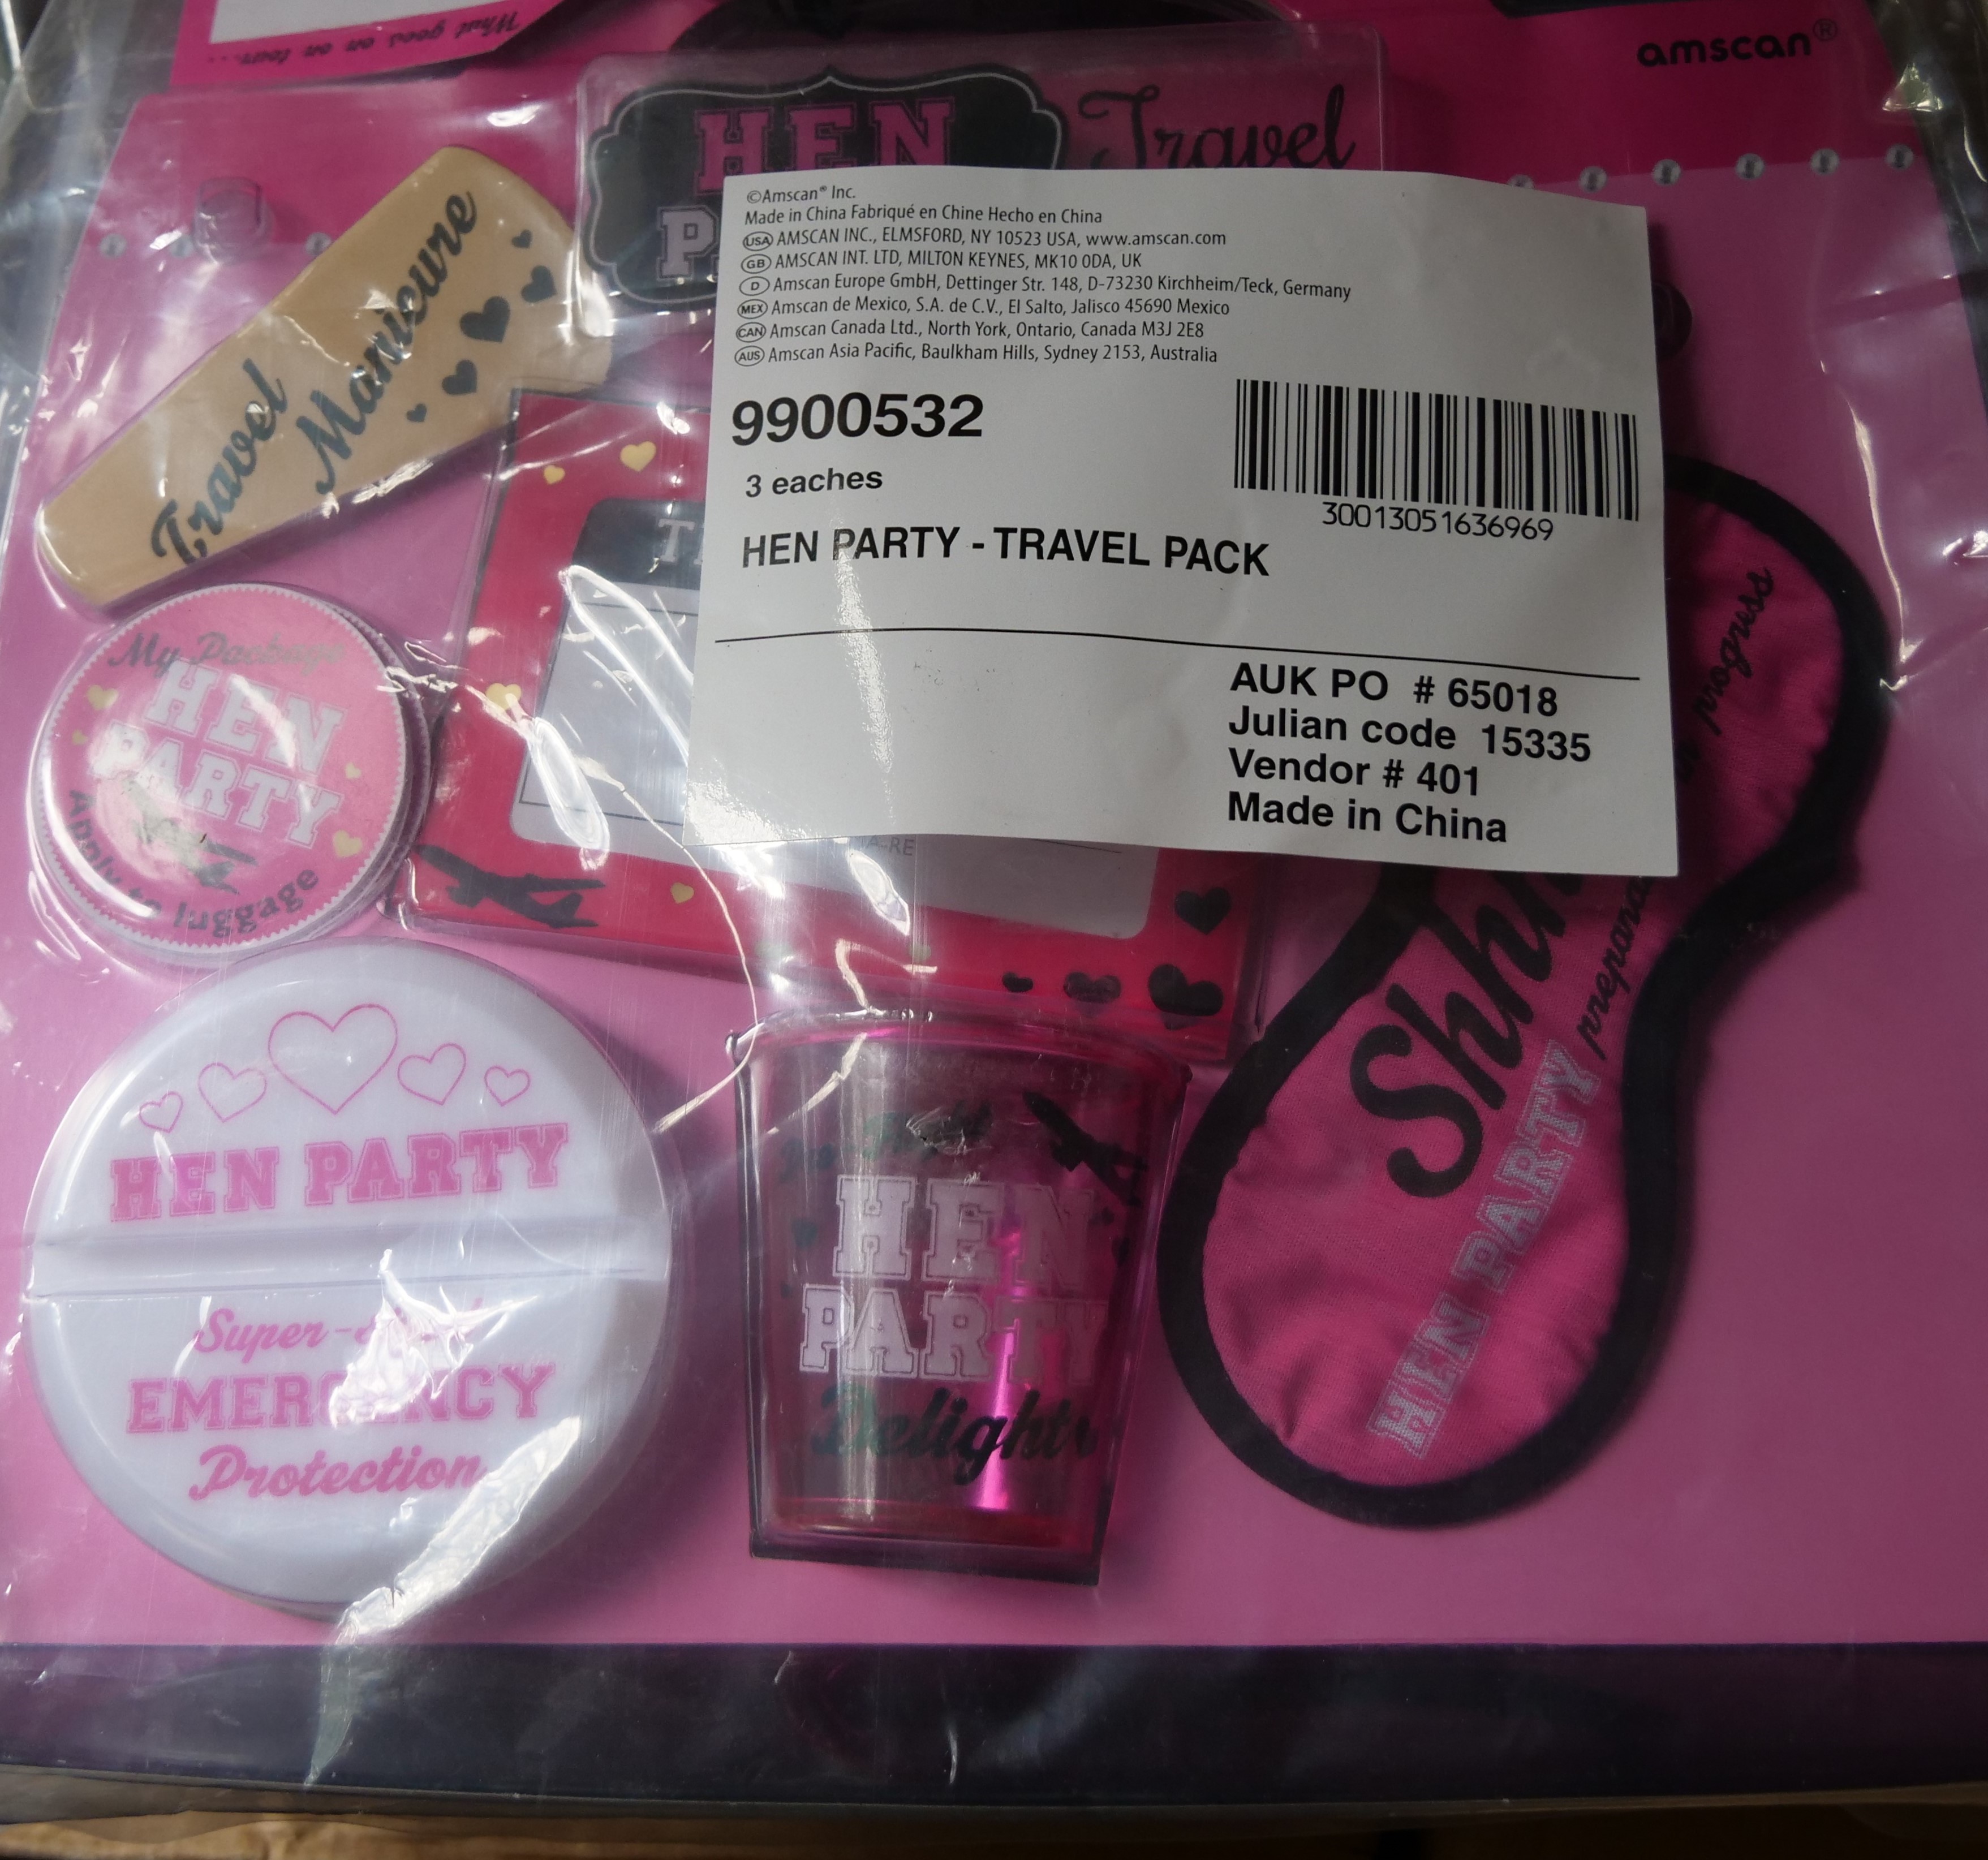 What goes on on tour...
amscan®
HEN
Travel
©Amscan® Inc.
Made in China Fabriqué en Chine Hecho en China
USA AMSCAN INC., ELMSFORD, NY 10523 USA, www.amscan.com
GB AMSCAN INT. LTD, MILTON KEYNES, MK10 0DA, UK
D Amscan Europe GmbH, Dettinger Str. 148, D-73230 Kirchheim/Teck, Germany
MEX Amscan de Mexico, S.A. de C.V., El Salto, Jalisco 45690 Mexico
CAN Amscan Canada Ltd., North York, Ontario, Canada M3J 2E8
AUS Amscan Asia Pacific, Baulkham Hills, Sydney 2153, Australia
9900532
3 eaches
30013051636969
HEN PARTY - TRAVEL PACK
AUK PO # 65018
Julian code 15335
Vendor # 401
Made in China
Travel
Manicure
My Package
HEN
PARTY
Apply to luggage
HEN PARTY
EMERGENCY
Protection
HEN
PARTY
Delights
HEN PARTY
progress